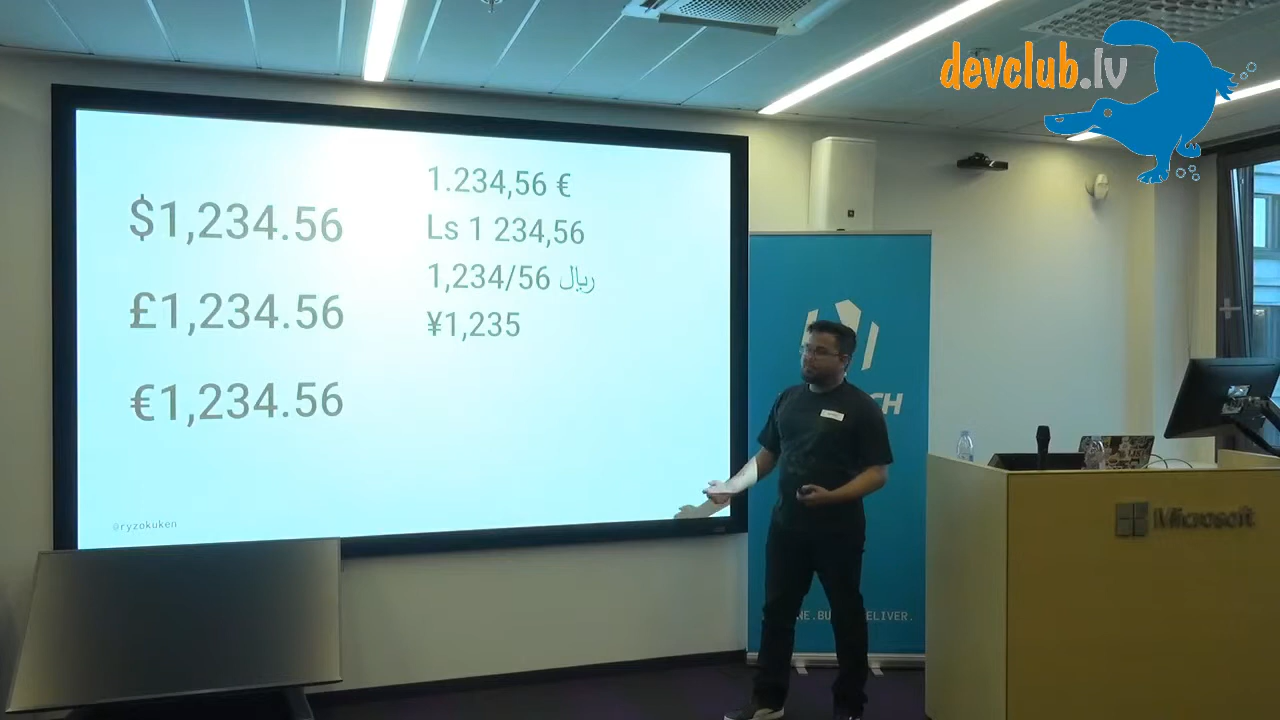 devclub.lv
$1,234.56
£1,234.56
€1,234.56
1.234,56 €
Ls 1 234,56
1,234/56 ریال
¥1,235
@ryzokuken
Microsoft